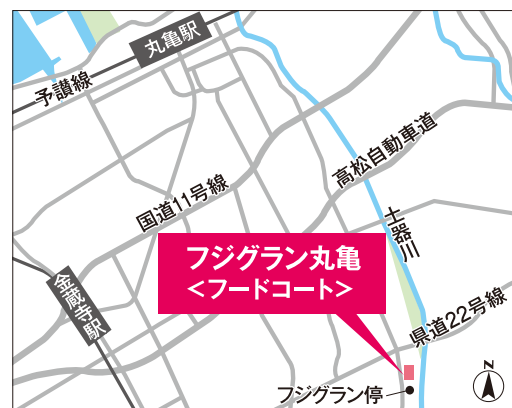 丸亀駅
予讃線
高松自動車道
国道11号線
土器川
フジグラン丸亀
<フードコート>
金蔵寺駅
県道22号線
フジグラン停
N